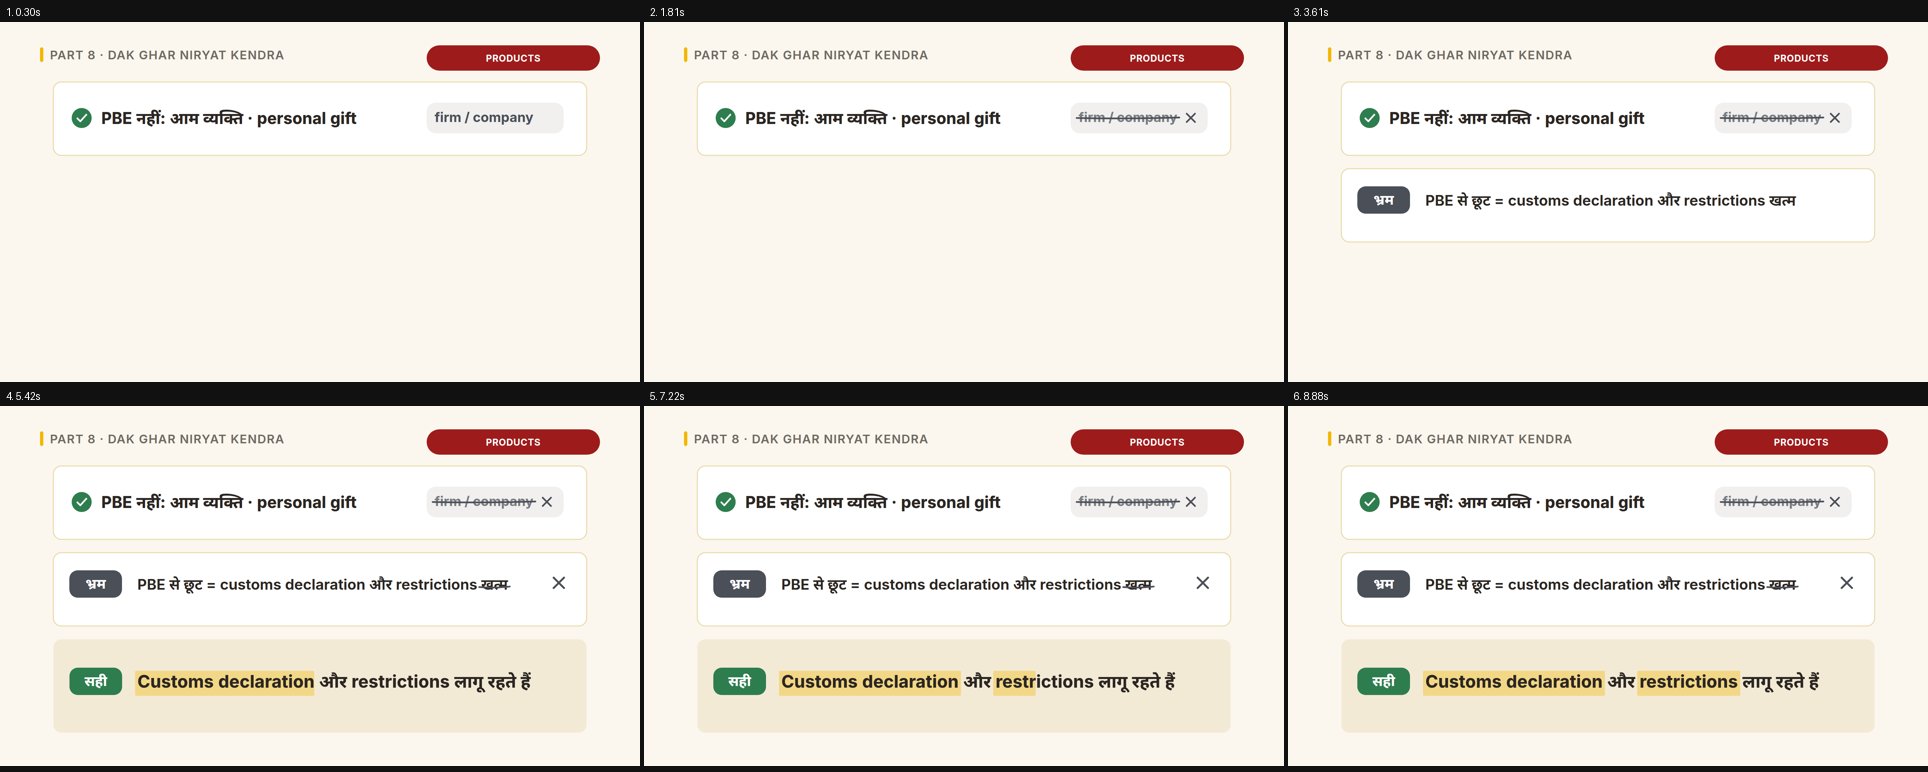 1. 0.30s
PART 8 · DAK GHAR NIRYAT KENDRA
PRODUCTS
PBE नहीं: आम व्यक्ति · personal gift
firm / company
2. 1.81s
PART 8 · DAK GHAR NIRYAT KENDRA
PRODUCTS
PBE नहीं: आम व्यक्ति · personal gift
firm / company
3. 3.61s
PART 8 · DAK GHAR NIRYAT KENDRA
PRODUCTS
PBE नहीं: आम व्यक्ति · personal gift
firm / company
भ्रम
PBE से छूट = customs declaration और restrictions खत्म
4. 5.42s
PART 8 · DAK GHAR NIRYAT KENDRA
PRODUCTS
PBE नहीं: आम व्यक्ति · personal gift
firm / company
भ्रम
PBE से छूट = customs declaration और restrictions खत्म
सही
Customs declaration और restrictions लागू रहते हैं
5. 7.22s
PART 8 · DAK GHAR NIRYAT KENDRA
PRODUCTS
PBE नहीं: आम व्यक्ति · personal gift
firm / company
भ्रम
PBE से छूट = customs declaration और restrictions खत्म
सही
Customs declaration और restrictions लागू रहते हैं
6. 8.88s
PART 8 · DAK GHAR NIRYAT KENDRA
PRODUCTS
PBE नहीं: आम व्यक्ति · personal gift
firm / company
भ्रम
PBE से छूट = customs declaration और restrictions खत्म
सही
Customs declaration और restrictions लागू रहते हैं